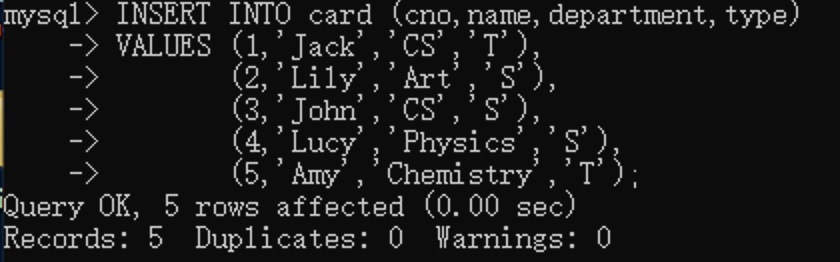 mysql> INSERT INTO card (cno,name,department,type)
    -> VALUES (1,'Jack','CS','T'),
    ->        (2,'Lily','Art','S'),
    ->        (3,'John','CS','S'),
    ->        (4,'Lucy','Physics','S'),
    ->        (5,'Amy','Chemistry','T');
Query OK, 5 rows affected (0.00 sec)
Records: 5  Duplicates: 0  Warnings: 0